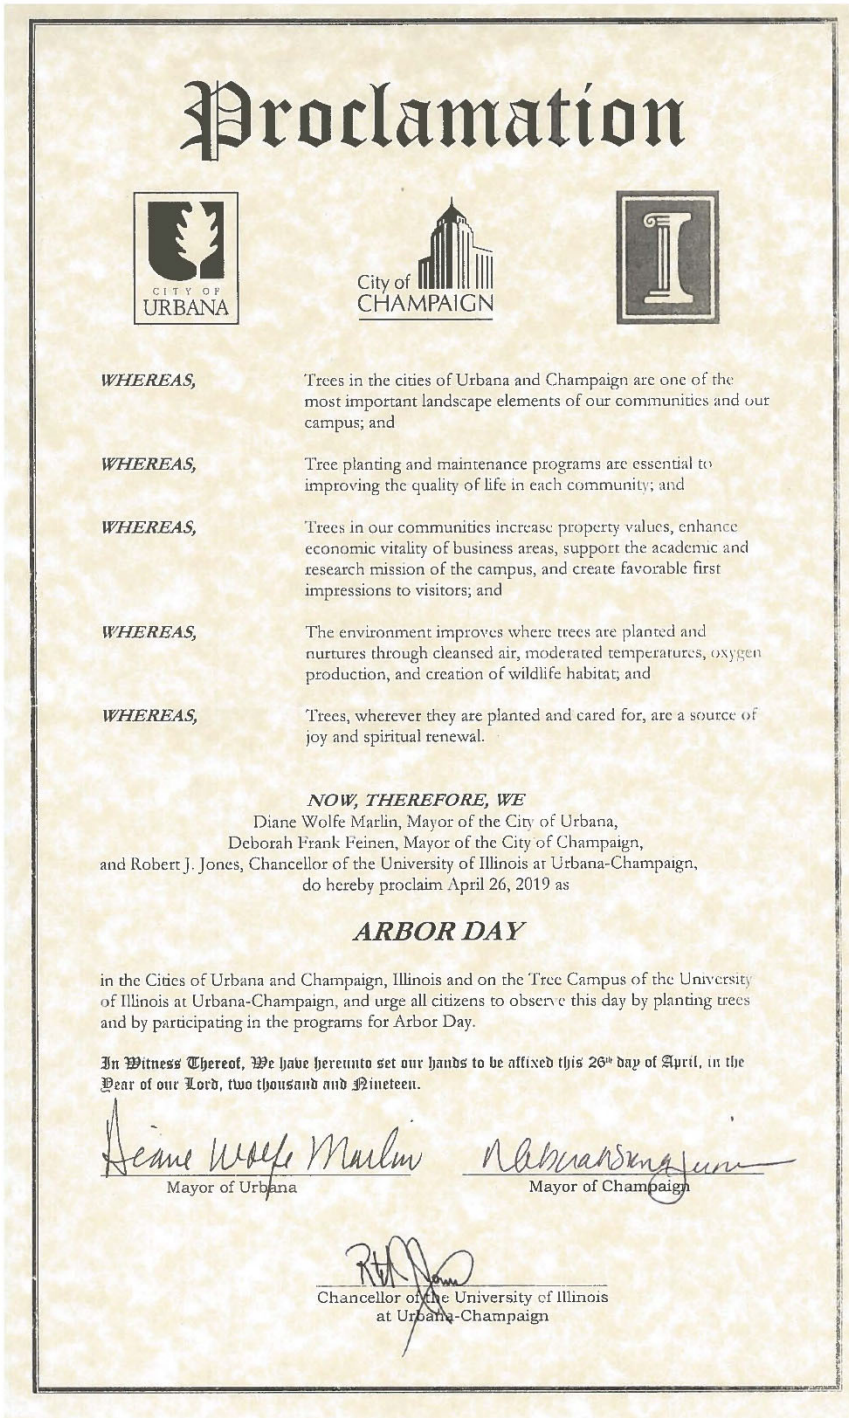 Proclamation
CITY OF
URBANA
City of
CHAMPAIGN
I
WHEREAS, Trees in the cities of Urbana and Champaign are one of the
most important landscape elements of our communities and our
campus; and
WHEREAS, Tree planting and maintenance programs are essential to
improving the quality of life in each community; and
WHEREAS, Trees in our communities increase property values, enhance
economic vitality of business areas, support the academic and
research mission of the campus, and create favorable first
impressions to visitors; and
WHEREAS, The environment improves where trees are planted and
nurtures through cleansed air, moderated temperatures, oxygen
production, and creation of wildlife habitat; and
WHEREAS, Trees, wherever they are planted and cared for, are a source of
joy and spiritual renewal.
NOW, THEREFORE, WE
Diane Wolfe Marlin, Mayor of the City of Urbana,
Deborah Frank Feinen, Mayor of the City of Champaign,
and Robert J. Jones, Chancellor of the University of Illinois at Urbana-Champaign,
do hereby proclaim April 26, 2019 as
ARBOR DAY
in the Cities of Urbana and Champaign, Illinois and on the Tree Campus of the University
of Illinois at Urbana-Champaign, and urge all citizens to observe this day by planting trees
and by participating in the programs for Arbor Day.
In Witness Thereof, We have hereunto set our hands to be affixed this 26th day of April, in the
Year of our Lord, two thousand and Nineteen.
Diane Wolfe Marlin
Mayor of Urbana
Mayor of Champaign
Chancellor of the University of Illinois
at Urbana-Champaign